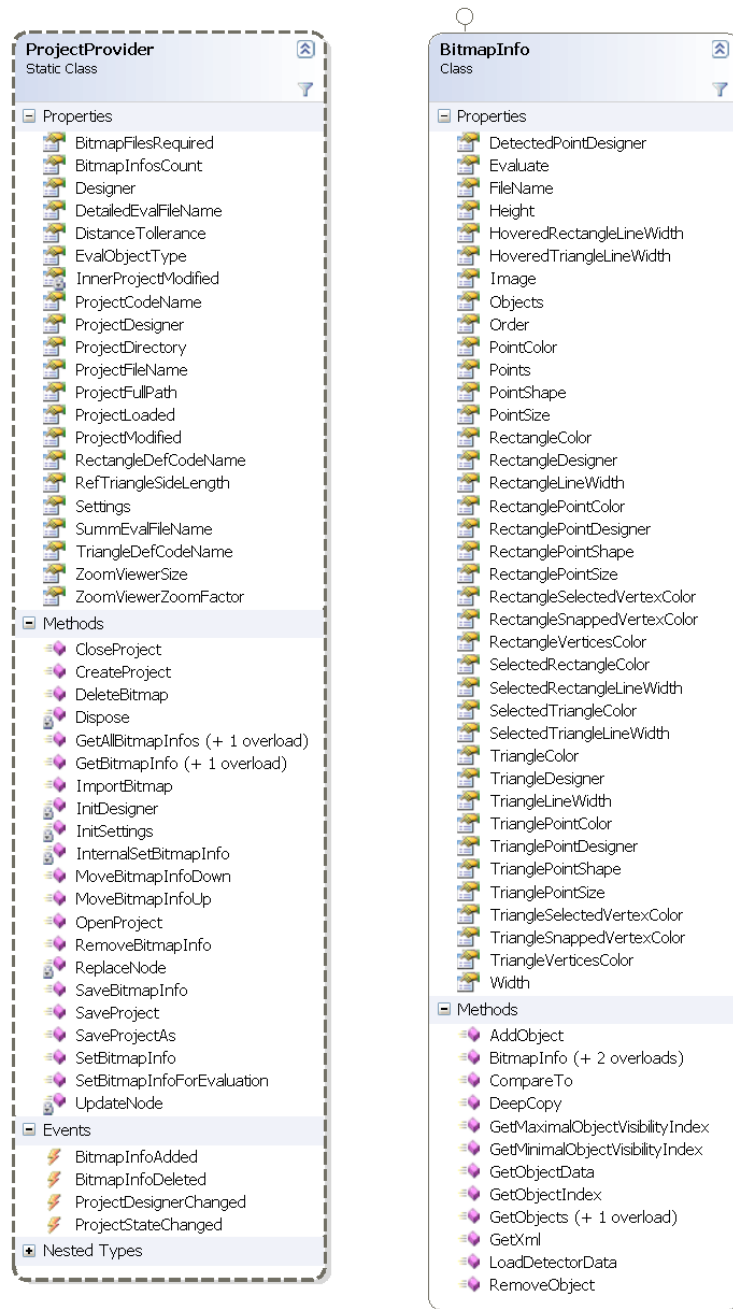 ProjectProvider
Static Class
Properties
BitmapFilesRequired
BitmapInfosCount
Designer
DetailedEvalFileName
DistanceTollerance
EvalObjectType
InnerProjectModified
ProjectCodeName
ProjectDesigner
ProjectDirectory
ProjectFileName
ProjectFullPath
ProjectLoaded
ProjectModified
RectangleDefCodeName
RefTriangleSideLength
Settings
SummEvalFileName
TriangleDefCodeName
ZoomViewerSize
ZoomViewerZoomFactor
Methods
CloseProject
CreateProject
DeleteBitmap
Dispose
GetAllBitmapInfos (+ 1 overload)
GetBitmapInfo (+ 1 overload)
ImportBitmap
InitDesigner
InitSettings
InternalSetBitmapInfo
MoveBitmapInfoDown
MoveBitmapInfoUp
OpenProject
RemoveBitmapInfo
ReplaceNode
SaveBitmapInfo
SaveProject
SaveProjectAs
SetBitmapInfo
SetBitmapInfoForEvaluation
UpdateNode
Events
BitmapInfoAdded
BitmapInfoDeleted
ProjectDesignerChanged
ProjectStateChanged
Nested Types
BitmapInfo
Class
Properties
DetectedPointDesigner
Evaluate
FileName
Height
HoveredRectangleLineWidth
HoveredTriangleLineWidth
Image
Objects
Order
PointColor
Points
PointShape
PointSize
RectangleColor
RectangleDesigner
RectangleLineWidth
RectanglePointColor
RectanglePointDesigner
RectanglePointShape
RectanglePointSize
RectangleSelectedVertexColor
RectangleSnappedVertexColor
RectangleVerticesColor
SelectedRectangleColor
SelectedRectangleLineWidth
SelectedTriangleColor
SelectedTriangleLineWidth
TriangleColor
TriangleDesigner
TriangleLineWidth
TrianglePointColor
TrianglePointDesigner
TrianglePointShape
TrianglePointSize
TriangleSelectedVertexColor
TriangleSnappedVertexColor
TriangleVerticesColor
Width
Methods
AddObject
BitmapInfo (+ 2 overloads)
CompareTo
DeepCopy
GetMaximalObjectVisibilityIndex
GetMinimalObjectVisibilityIndex
GetObjectData
GetObjectIndex
GetObjects (+ 1 overload)
GetXml
LoadDetectorData
RemoveObject